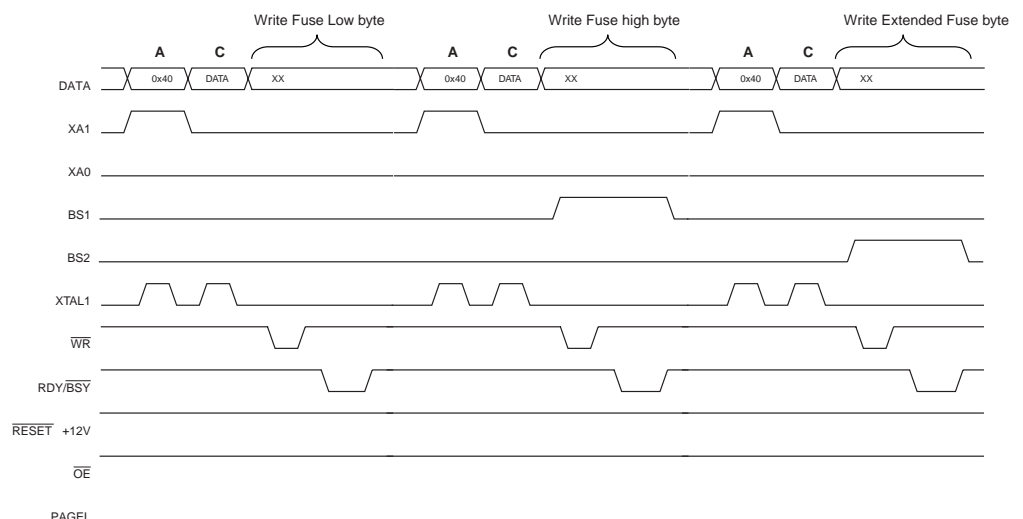 Write Fuse Low byte Write Fuse high byte Write Extended Fuse byte
A C A C A C
DATA 0x40 DATA XX 0x40 DATA XX 0x40 DATA XX
XA1
XA0
BS1
BS2
XTAL1
WR
RDY/BSY
RESET +12V
OE
PAGEL